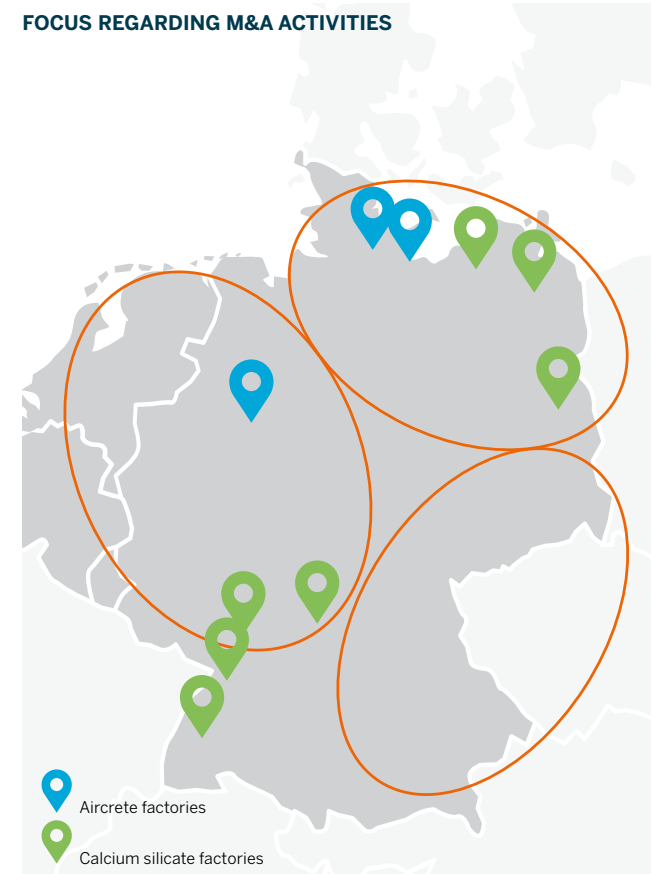 FOCUS REGARDING M&A ACTIVITIES
Aircrete factories
Calcium silicate factories